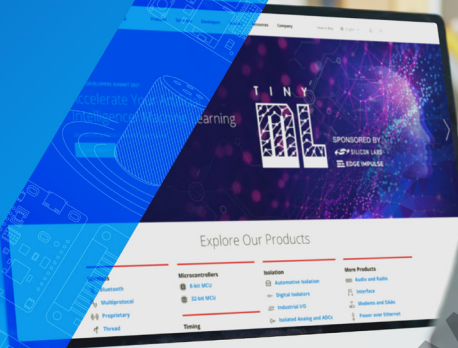 Company
Accelerate Your
Intelligence/Machine Learning
TINY
ML
SPONSORED BY
SILICON LABS
EDGE IMPULSE
Explore Our Products
Bluetooth
Multiprotocol
Proprietary
Thread
Microcontrollers
8-bit MCU
32-bit MCU
Timing
Isolation
Automotive Isolation
Digital Isolators
Industrial I/O
Isolated Analog and ADCs
More Products
Audio and Radio
Interface
Modems and DAAs
Power over Ethernet